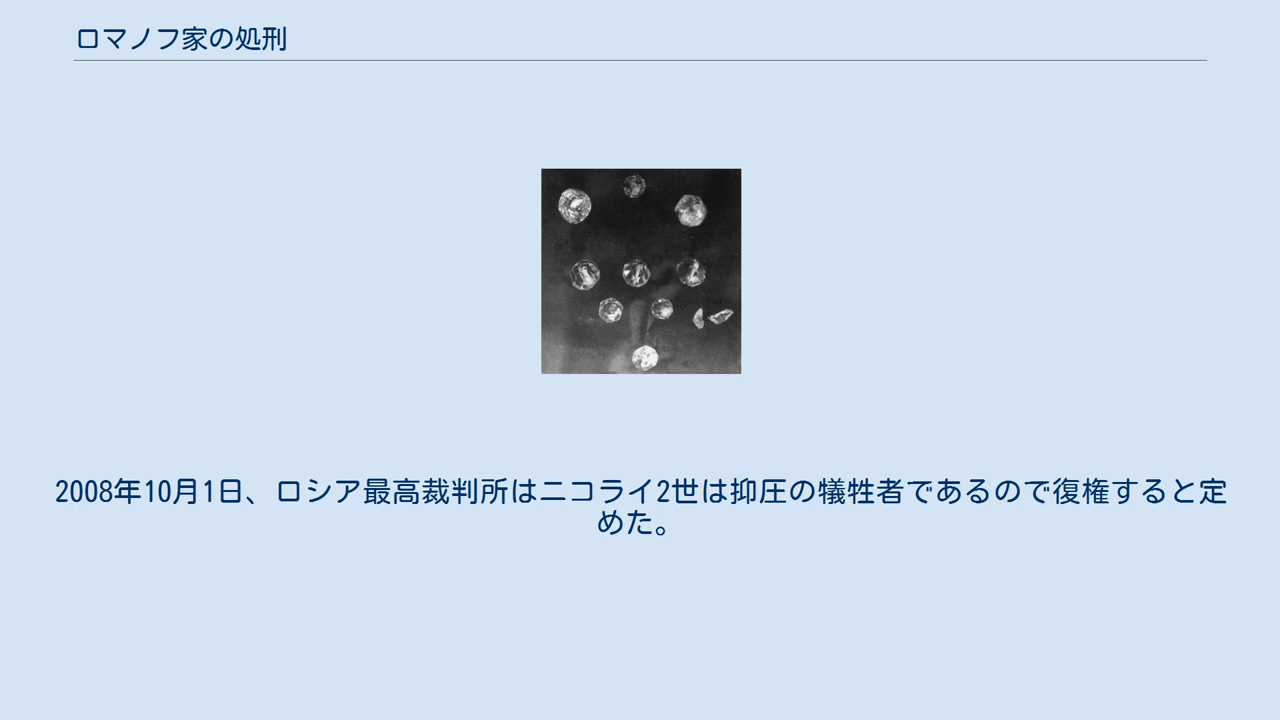 ロマノフ家の処刑
2008年10月1日、ロシア最高裁判所はニコライ2世は抑圧の犠牲者であるので復権すると定
めた。